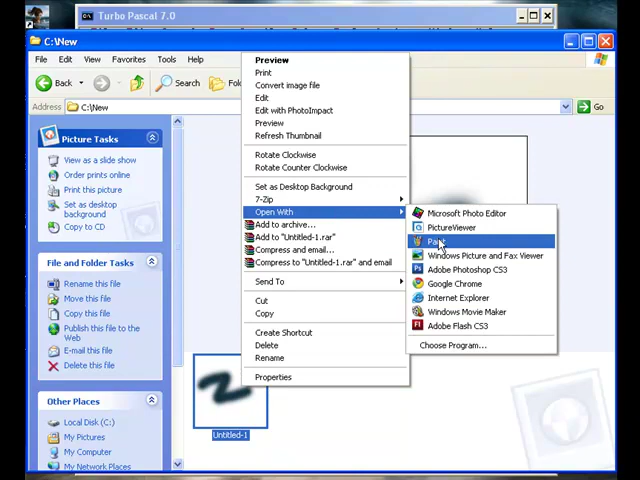 Turbo Pascal 7.0
C:\New
File Edit View Favorites Tools Help
Back Search
Address C:\New Go
Picture Tasks
View as a slide show
Order prints online
Print this picture
Set as desktop
background
Copy to CD
File and Folder Tasks
Rename this file
Move this file
Copy this file
Publish this file to the
Web
E-mail this file
Delete this file
Other Places
Local Disk (C:)
My Pictures
My Computer
My Network Places
Preview
Print
Convert image file
Edit
Edit with PhotoImpact
Preview
Refresh Thumbnail
Rotate Clockwise
Rotate Counter Clockwise
Set as Desktop Background
7-Zip
Open With
Add to archive...
Add to "Untitled-1.rar"
Compress and email...
Compress to "Untitled-1.rar" and email
Send To
Cut
Copy
Create Shortcut
Delete
Rename
Properties
Microsoft Photo Editor
PictureViewer
Paint
Windows Picture and Fax Viewer
Adobe Photoshop CS3
Google Chrome
Internet Explorer
Windows Movie Maker
Adobe Flash CS3
Choose Program...
Untitled-1